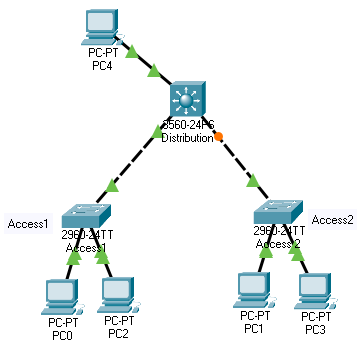 PC-PT
PC4
3560-24PS
Distribution
Access1
2960-24TT
Access1
Access2
2960-24TT
Access2
PC-PT
PC0
PC-PT
PC2
PC-PT
PC1
PC-PT
PC3